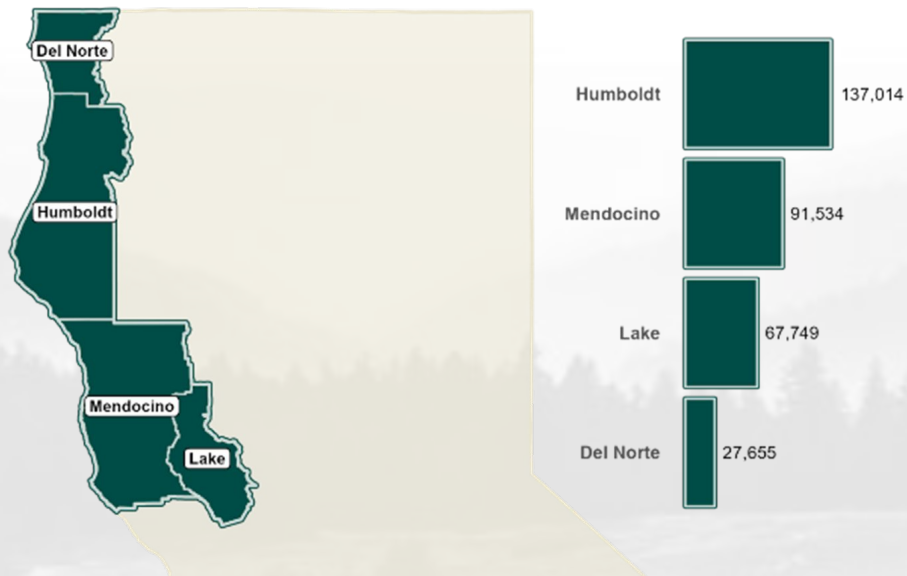 Del Norte
Humboldt
Mendocino
Lake
Humboldt 137,014
Mendocino 91,534
Lake 67,749
Del Norte 27,655